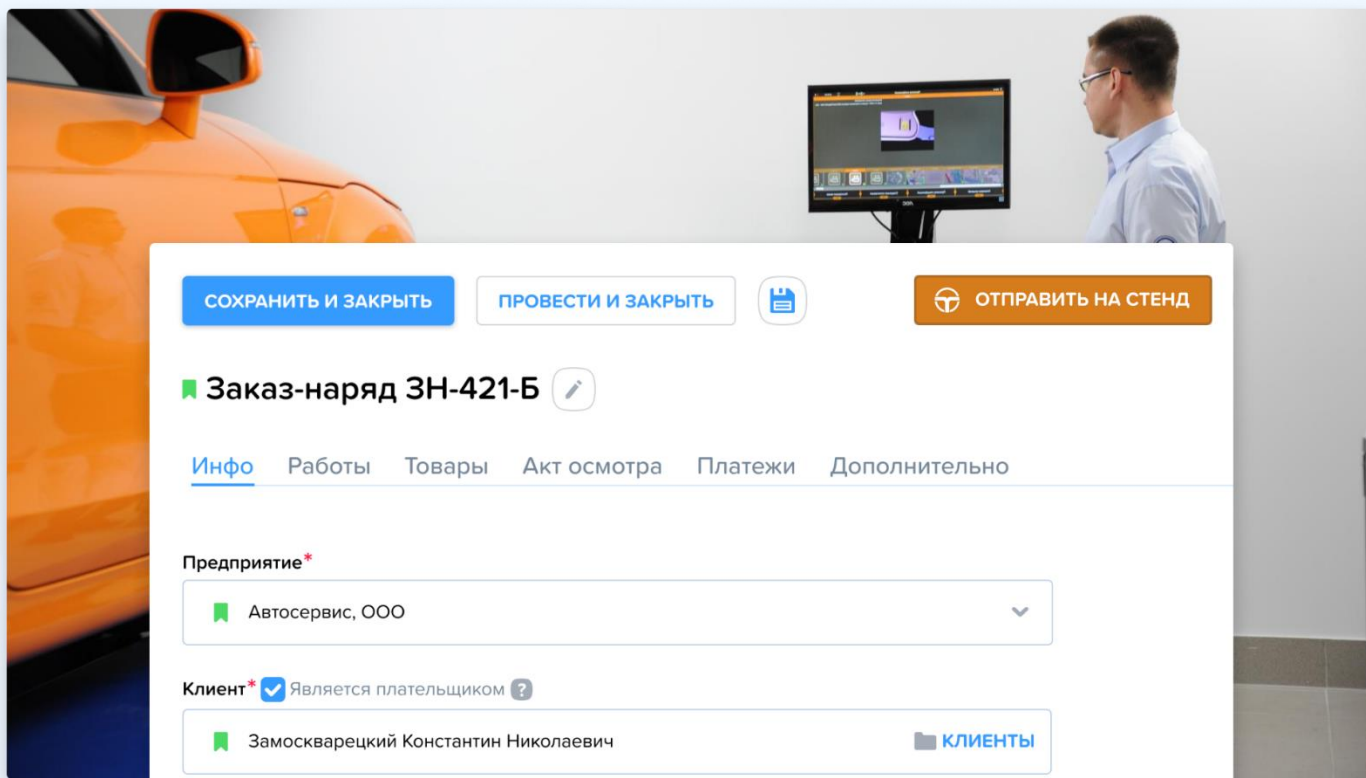 СОХРАНИТЬ И ЗАКРЫТЬ ПРОВЕСТИ И ЗАКРЫТЬ ОТПРАВИТЬ НА СТЕНД
Заказ-наряд ЗН-421-Б
Инфо Работы Товары Акт осмотра Платежи Дополнительно
Предприятие*
Автосервис, ООО
Клиент* Является плательщиком ?
Замоскварецкий Константин Николаевич КЛИЕНТЫ